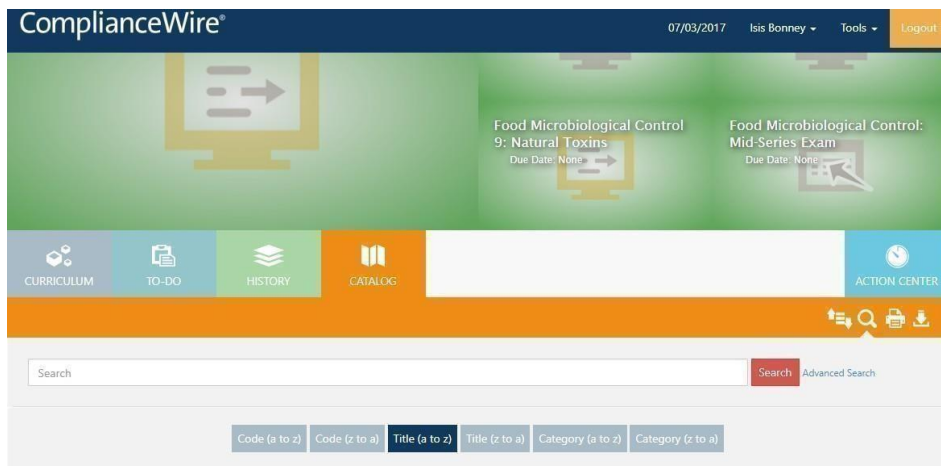 ComplianceWire®
07/03/2017 Isis Bonney Tools Logout
Food Microbiological Control
9: Natural Toxins
Due Date: None
Food Microbiological Control:
Mid-Series Exam
Due Date: None
CURRICULUM TO-DO HISTORY CATALOG ACTION CENTER
Search Search Advanced Search
Code (a to z) Code (z to a) Title (a to z) Title (z to a) Category (a to z) Category (z to a)